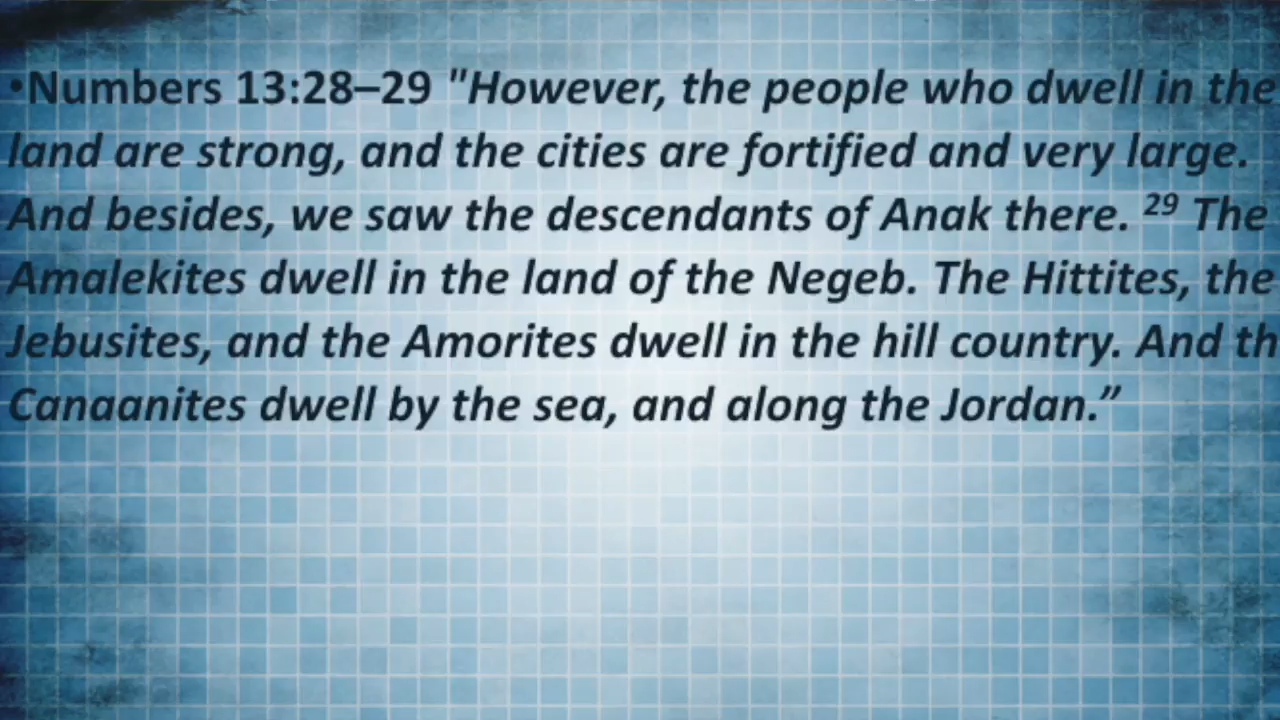 •Numbers 13:28–29 "However, the people who dwell in the
land are strong, and the cities are fortified and very large.
And besides, we saw the descendants of Anak there. 29 The
Amalekites dwell in the land of the Negeb. The Hittites, the
Jebusites, and the Amorites dwell in the hill country. And th
Canaanites dwell by the sea, and along the Jordan.”